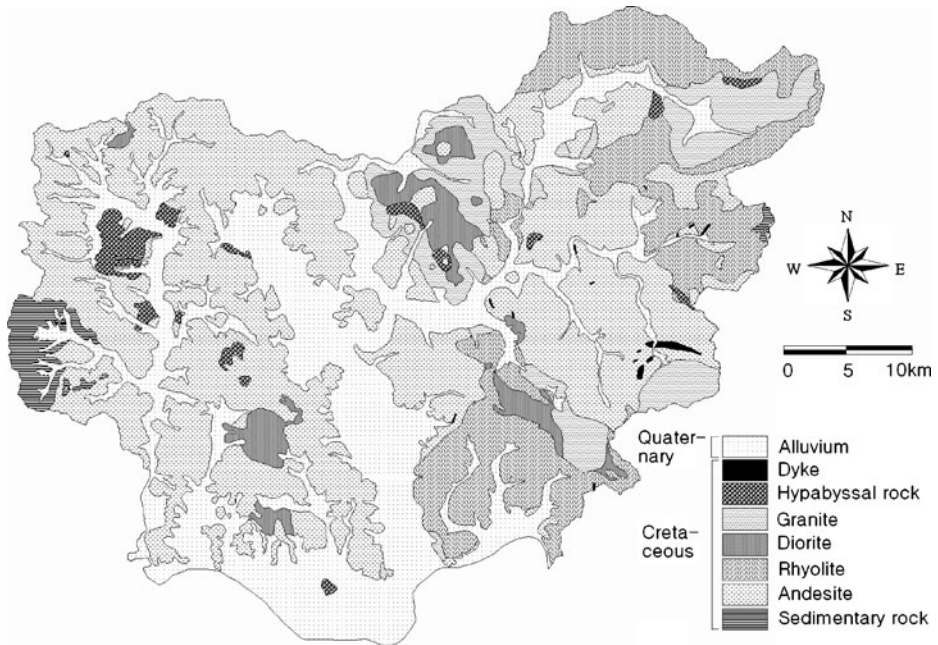 N
W E
S
0 5 10km
Quater-
nary
Alluvium
Dyke
Hypabyssal rock
Granite
Creta-
ceous
Diorite
Rhyolite
Andesite
Sedimentary rock